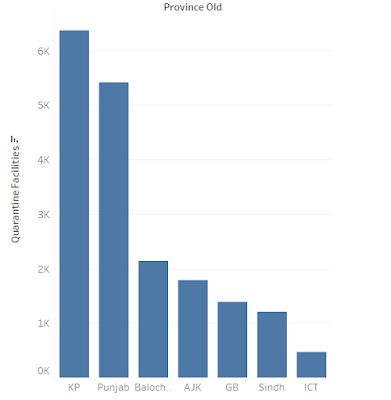 Province Old
Quarantine Facilities
6K
5K
4K
3K
2K
1K
0K
KP Punjab Baloch.. AJK GB Sindh ICT